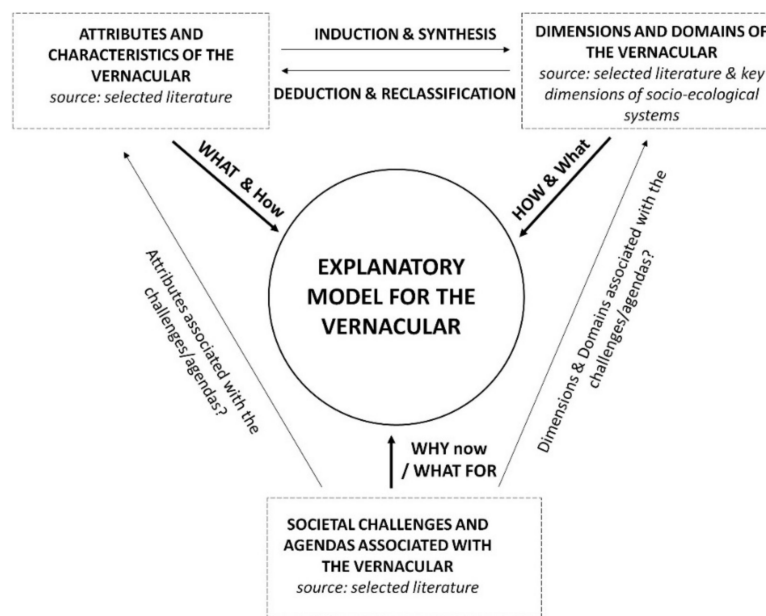 ATTRIBUTES AND
CHARACTERISTICS OF THE
VERNACULAR
source: selected literature
INDUCTION & SYNTHESIS
DEDUCTION & RECLASSIFICATION
DIMENSIONS AND DOMAINS OF
THE VERNACULAR
source: selected literature & key
dimensions of socio-ecological
systems
WHAT & How
HOW & What
EXPLANATORY
MODEL FOR THE
VERNACULAR
Attributes associated with the
challenges/agendas?
Dimensions & Domains associated with the
challenges/agendas?
WHY now
/ WHAT FOR
SOCIETAL CHALLENGES AND
AGENDAS ASSOCIATED WITH
THE VERNACULAR
source: selected literature